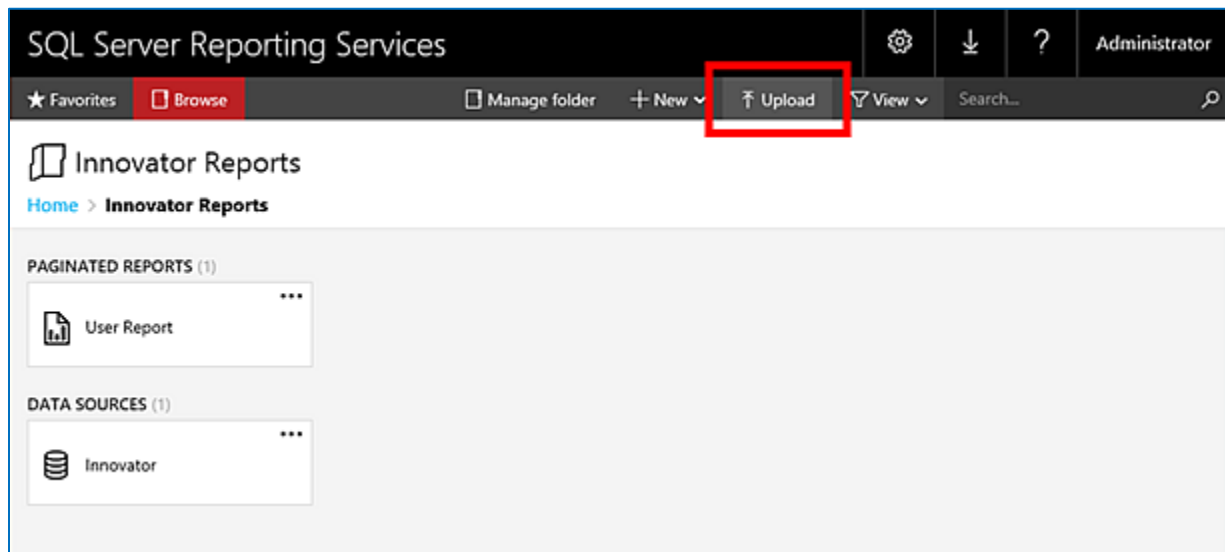 SQL Server Reporting Services
? Administrator
★ Favorites Browse Manage folder + New Upload View Search...
Innovator Reports
Home > Innovator Reports
PAGINATED REPORTS (1)
•••
User Report
DATA SOURCES (1)
•••
Innovator